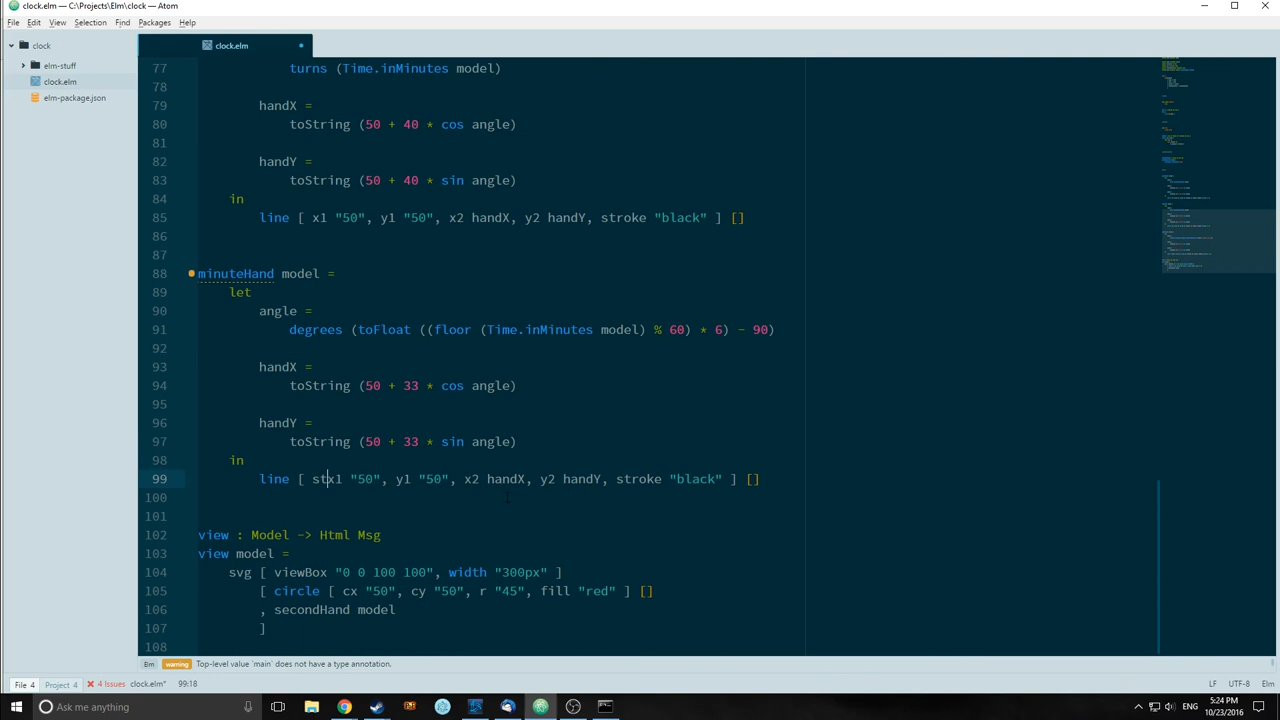 clock.elm — C:\Projects\Elm\clock — Atom
File Edit View Selection Find Packages Help
clock
elm-stuff
clock.elm
elm-package.json
clock.elm
77 turns (Time.inMinutes model)
78
79 handX =
80 toString (50 + 40 * cos angle)
81
82 handY =
83 toString (50 + 40 * sin angle)
84 in
85 line [ x1 "50", y1 "50", x2 handX, y2 handY, stroke "black" ] []
86
87
88 minuteHand model =
89 let
90 angle =
91 degrees (toFloat ((floor (Time.inMinutes model) % 60) * 6) - 90)
92
93 handX =
94 toString (50 + 33 * cos angle)
95
96 handY =
97 toString (50 + 33 * sin angle)
98 in
99 line [ stx1 "50", y1 "50", x2 handX, y2 handY, stroke "black" ] []
100
101
102 view : Model -> Html Msg
103 view model =
104 svg [ viewBox "0 0 100 100", width "300px" ]
105 [ circle [ cx "50", cy "50", r "45", fill "red" ] []
106 , secondHand model
107 ]
108
Elm warning Top-level value `main` does not have a type annotation.
File 4 Project 4 4 Issues clock.elm* 99:18 LF UTF-8 Elm
Ask me anything ENG 5:24 PM
10/23/2016